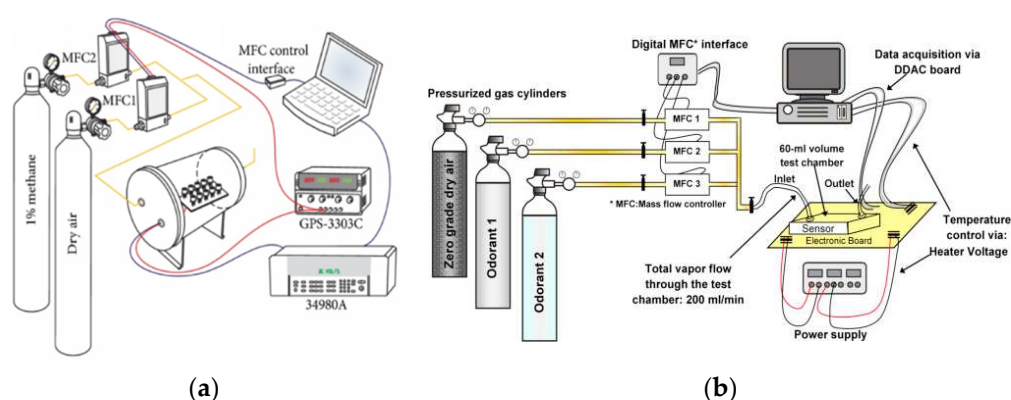 MFC2
MFC1
MFC control
interface
1% methane
Dry air
GPS-3303C
34980A
(a)
Digital MFC* interface
Data acquisition via
DDAC board
Pressurized gas cylinders
MFC 1
MFC 2
MFC 3
* MFC:Mass flow controller
60-ml volume
test chamber
Inlet
Outlet
Sensor
Electronic Board
Zero grade dry air
Odorant 1
Odorant 2
Temperature
control via:
Heater Voltage
Total vapor flow
through the test
chamber: 200 ml/min
Power supply
(b)